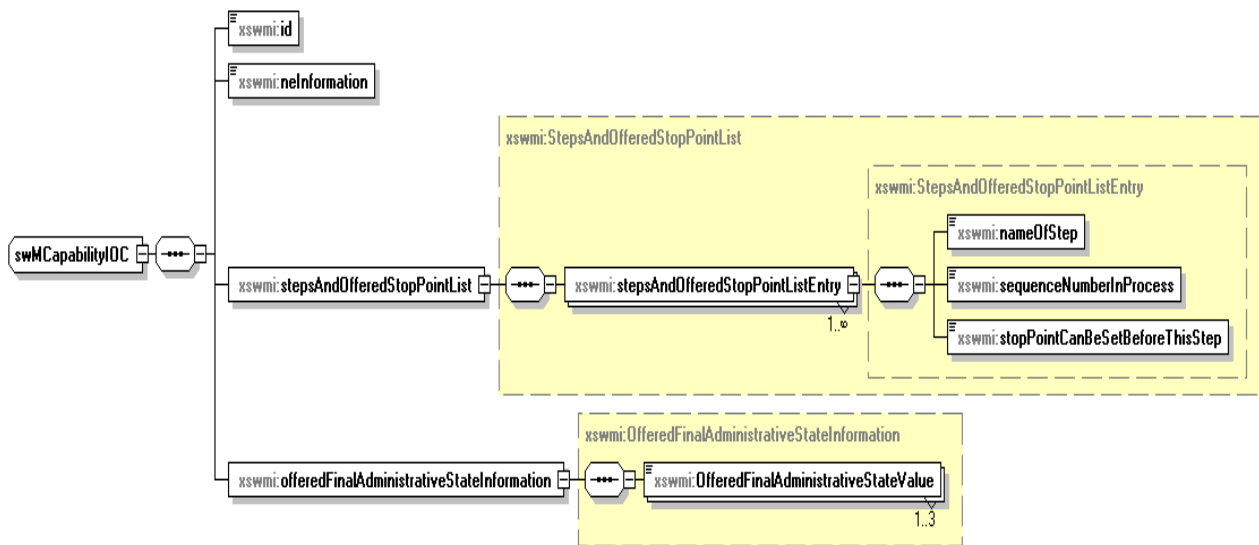 xswmi:id
xswmi:neInformation
xswmi:StepsAndOfferedStopPointList
xswmi:StepsAndOfferedStopPointListEntry
xswmi:nameOfStep
swMCapabilityIOC
xswmi:stepsAndOfferedStopPointList
xswmi:stepsAndOfferedStopPointListEntry
xswmi:sequenceNumberInProcess
1..∞
xswmi:stopPointCanBeSetBeforeThisStep
xswmi:OfferedFinalAdministrativeStateInformation
xswmi:offeredFinalAdministrativeStateInformation
xswmi:OfferedFinalAdministrativeStateValue
1..3